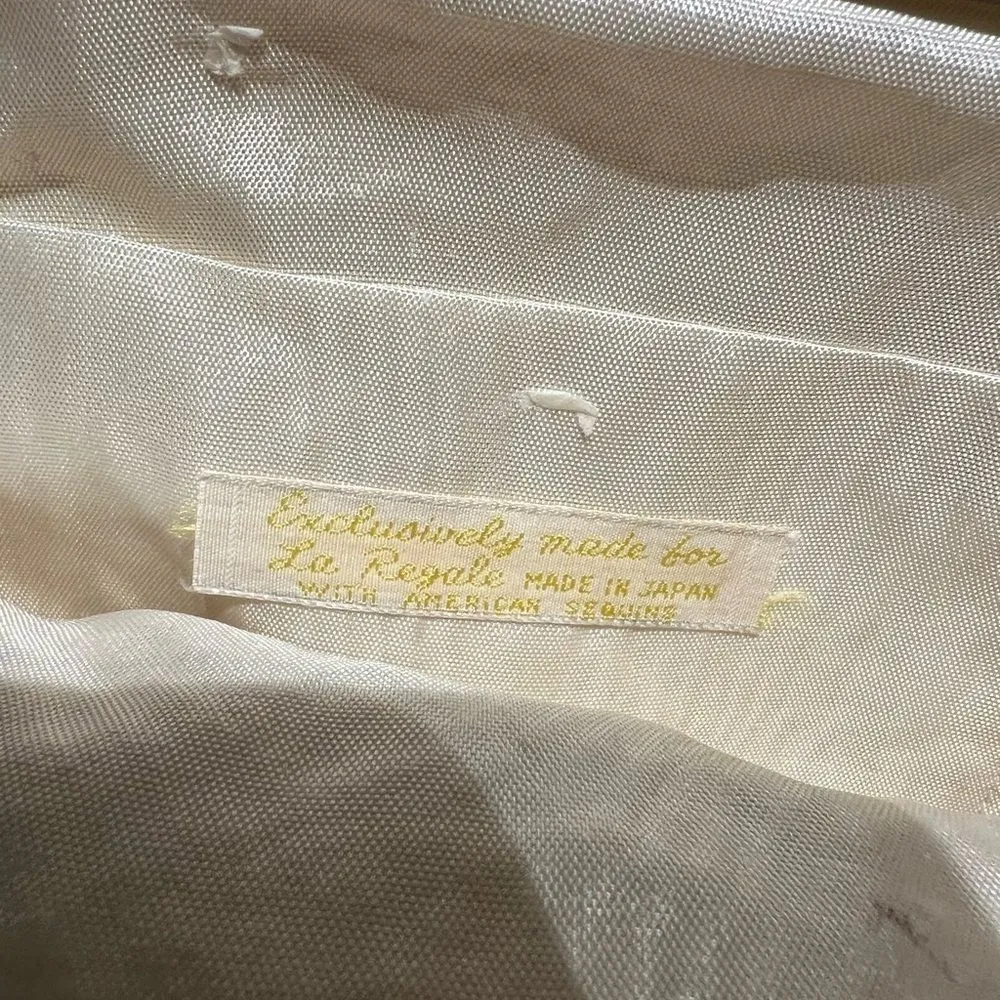 Exclusively made for
La Regale MADE IN JAPAN
WITH AMERICAN SEQUINS